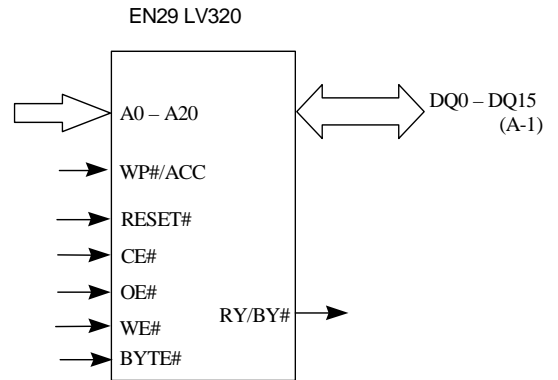 EN29 LV320
A0 – A20
DQ0 – DQ15
(A-1)
WP#/ACC
RESET#
CE#
OE#
RY/BY#
WE#
BYTE#